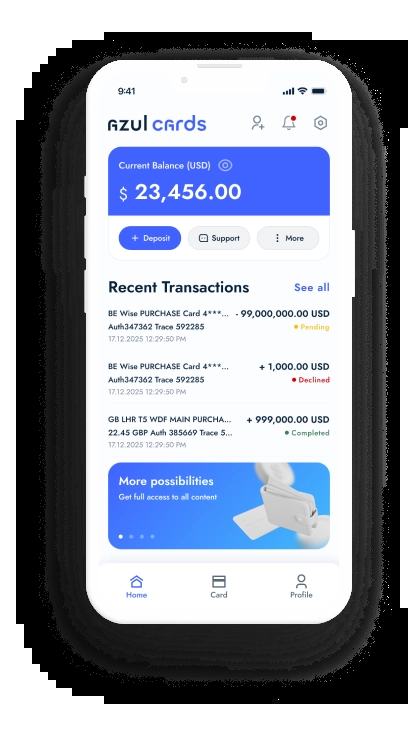 9:41
azul cards
Current Balance (USD)
$ 23,456.00
+ Deposit
Support
More
Recent Transactions
See all
BE Wise PURCHASE Card 4***... - 99,000,000.00 USD
Auth347362 Trace 592285 Pending
17.12.2025 12:29:50 PM
BE Wise PURCHASE Card 4***... + 1,000.00 USD
Auth347362 Trace 592285 Declined
17.12.2025 12:29:50 PM
GB LHR T5 WDF MAIN PURCHA... + 999,000.00 USD
22.45 GBP Auth 385669 Trace 5... Completed
17.12.2025 12:29:50 PM
More possibilities
Get full access to all content
Home
Card
Profile